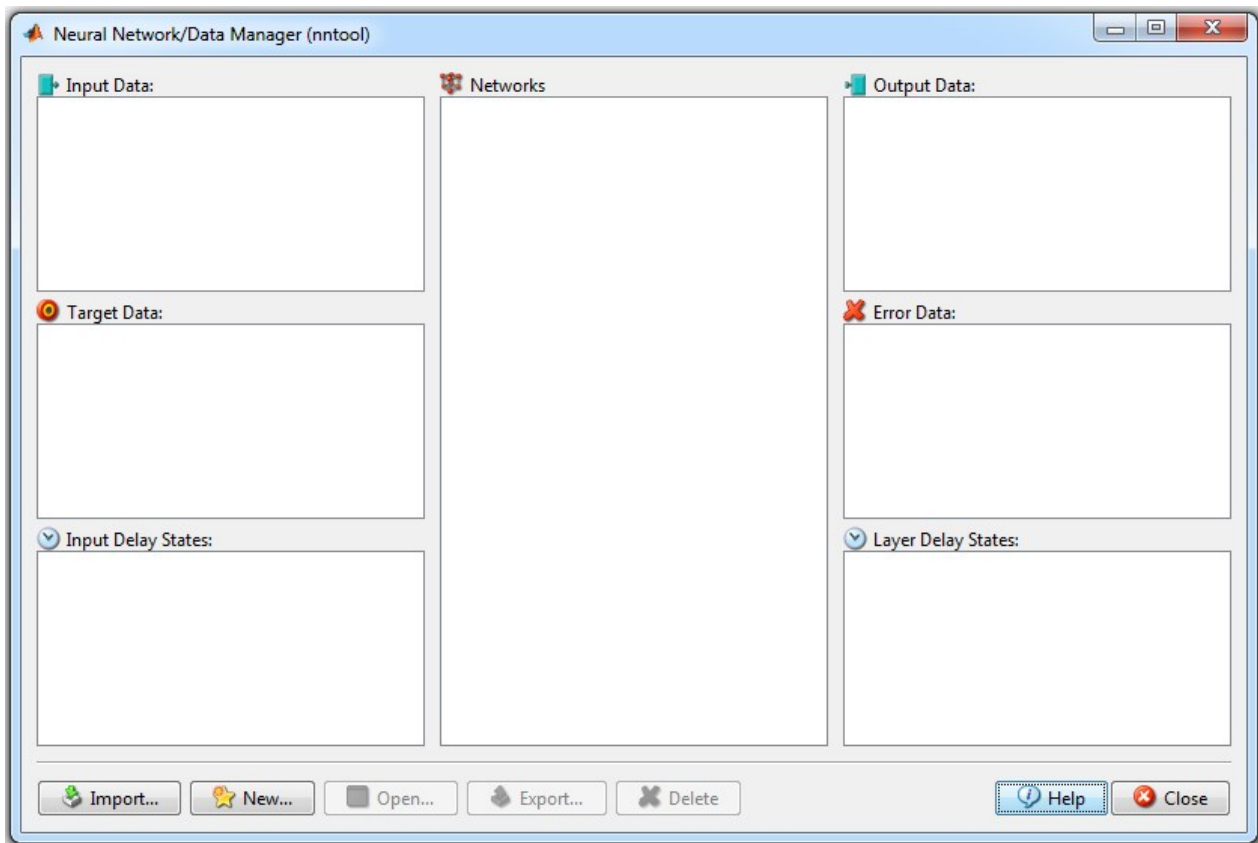 Neural Network/Data Manager (nntool)
Input Data:
Networks
Output Data:
Target Data:
Error Data:
Input Delay States:
Layer Delay States:
Import...
New...
Open...
Export...
Delete
Help
Close